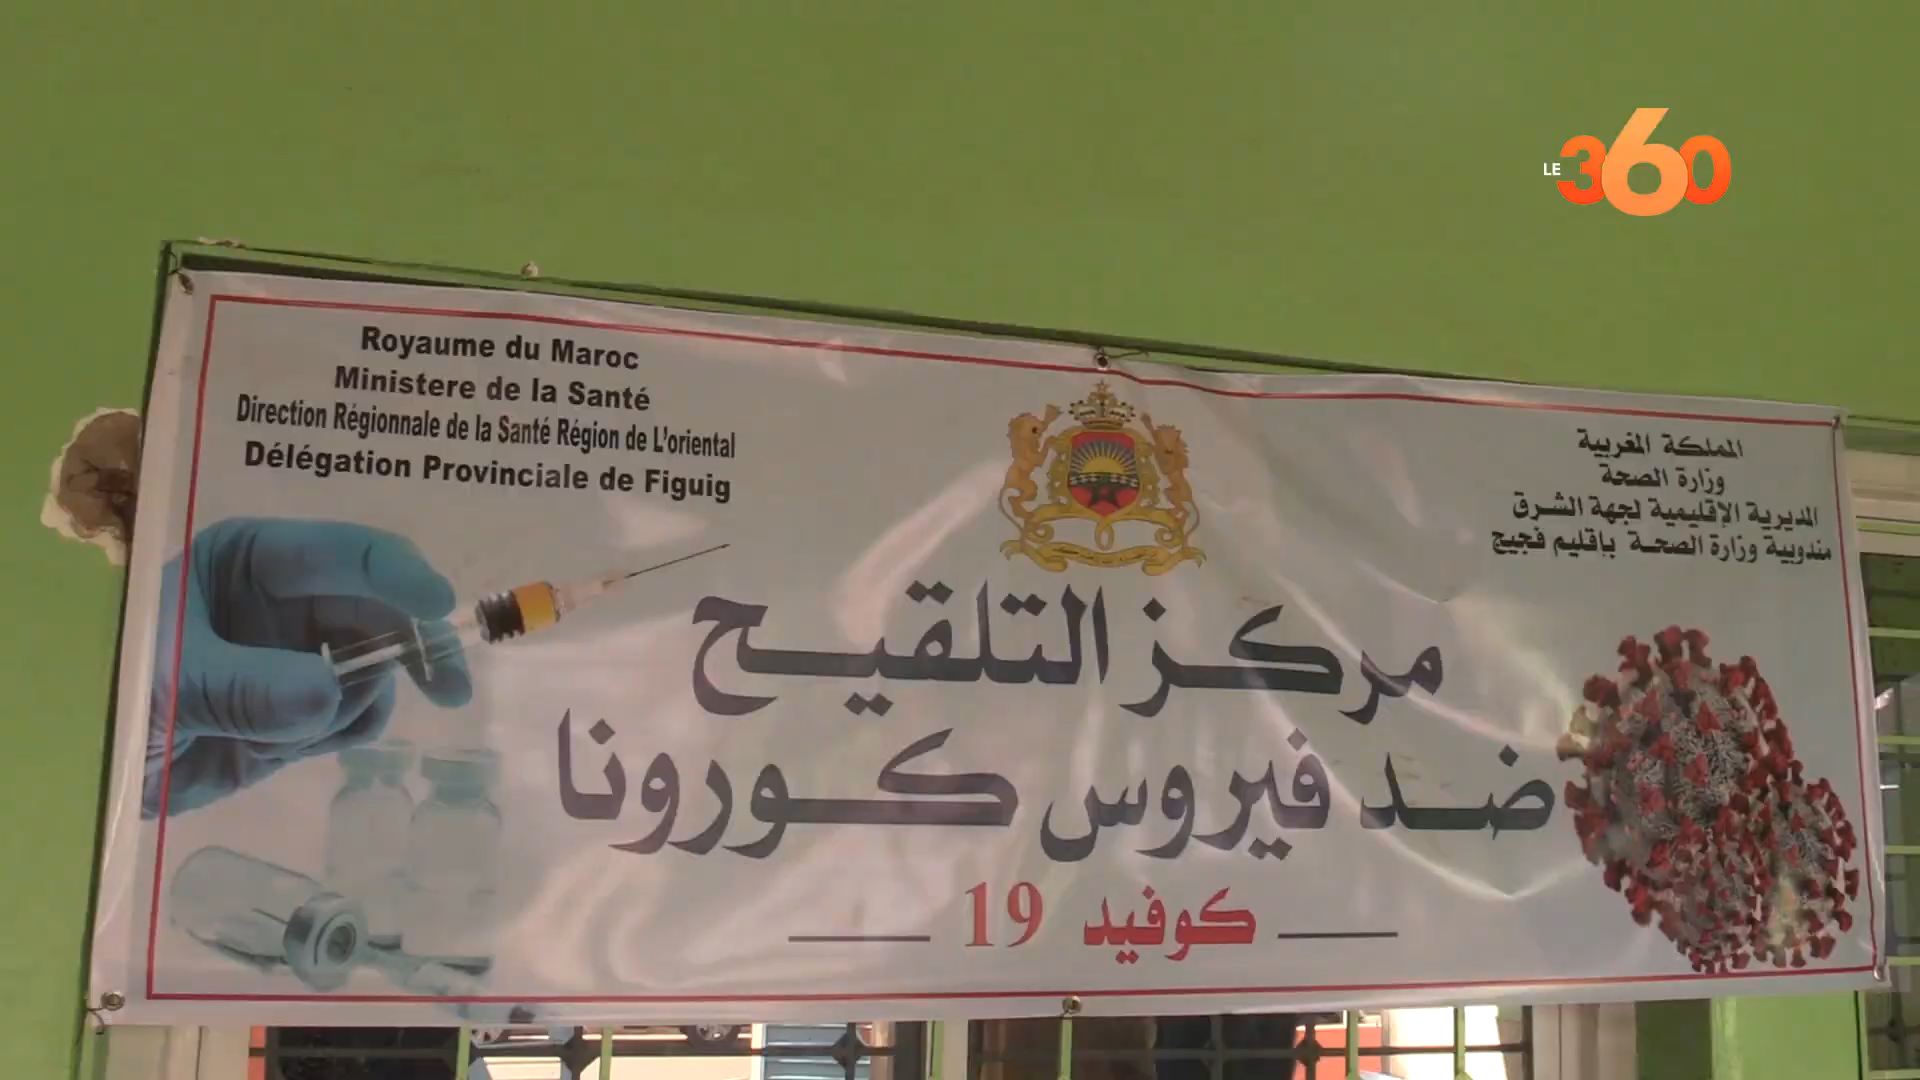 LE 360
Royaume du Maroc
Ministere de la Santé
Direction Régionnale de la Santé Région de L'oriental
Délégation Provinciale de Figuig
المملكة المغربية
وزارة الصحة
المديرية الإقليمية لجهة الشرق
مندوبية وزارة الصحة بإقليم فجيج
مركز التلقيح
ضد فيروس كورونا
كوفيد 19